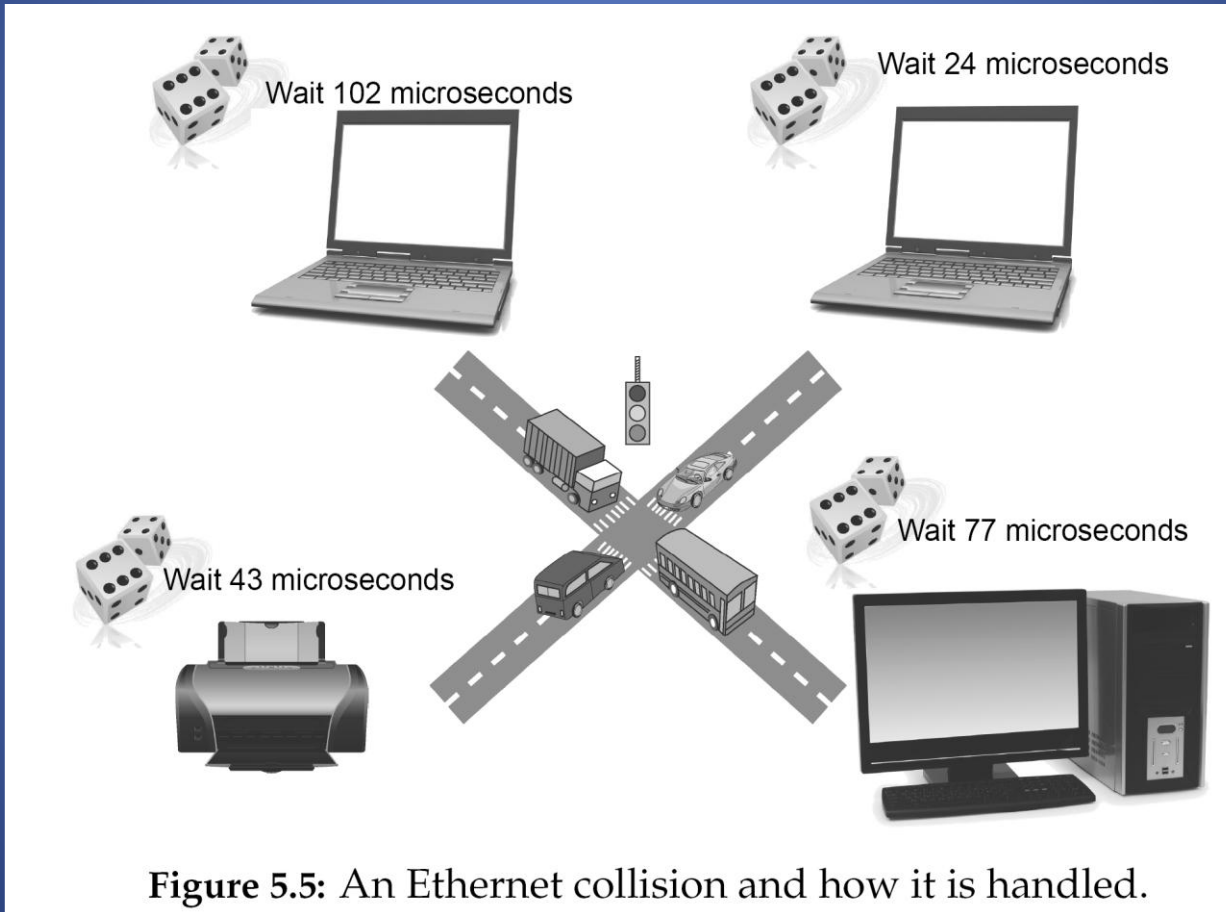 Wait 102 microseconds
Wait 24 microseconds
Wait 77 microseconds
Wait 43 microseconds
Figure 5.5: An Ethernet collision and how it is handled.